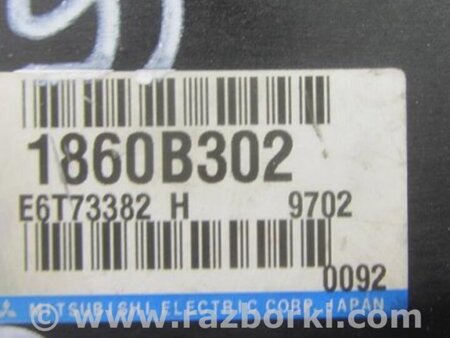 1860B302
E6T73382 H 9702
0092
MITSUBISHI ELECTRIC CORP. JAPAN
© www.razborki.com